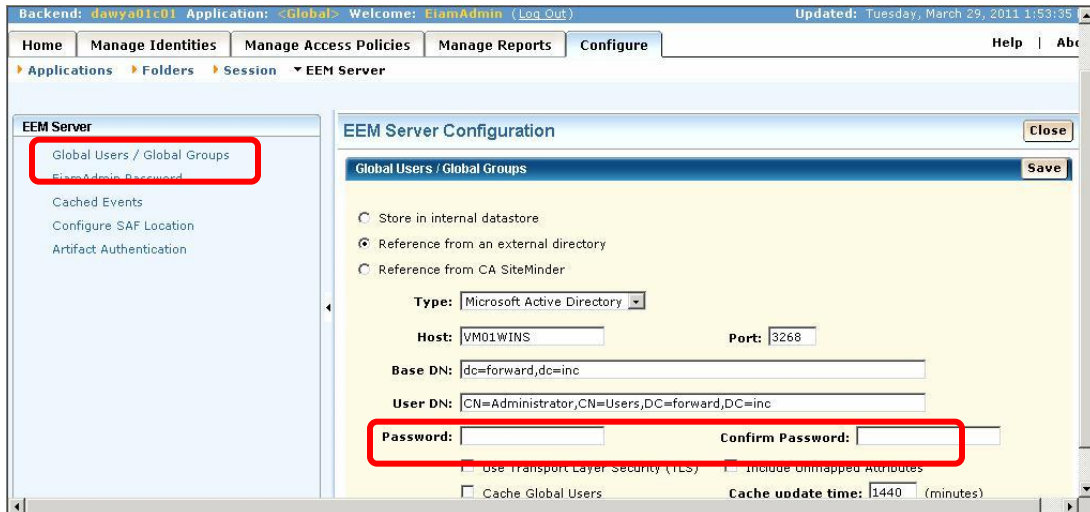 Backend: dawya01c01 Application: <Global> Welcome: EiamAdmin (Log Out) Updated: Tuesday, March 29, 2011 1:53:35
Home Manage Identities Manage Access Policies Manage Reports Configure Help | Abo
Applications Folders Session EEM Server
EEM Server
Global Users / Global Groups
EiamAdmin Password
Cached Events
Configure SAF Location
Artifact Authentication
EEM Server Configuration Close
Global Users / Global Groups Save
Store in internal datastore
Reference from an external directory
Reference from CA SiteMinder
Type: Microsoft Active Directory
Host: VM01WINS Port: 3268
Base DN: dc=forward,dc=inc
User DN: CN=Administrator,CN=Users,DC=forward,DC=inc
Password: Confirm Password:
Use Transport Layer Security (TLS) Include Unmapped Attributes
Cache Global Users Cache update time: 1440 (minutes)